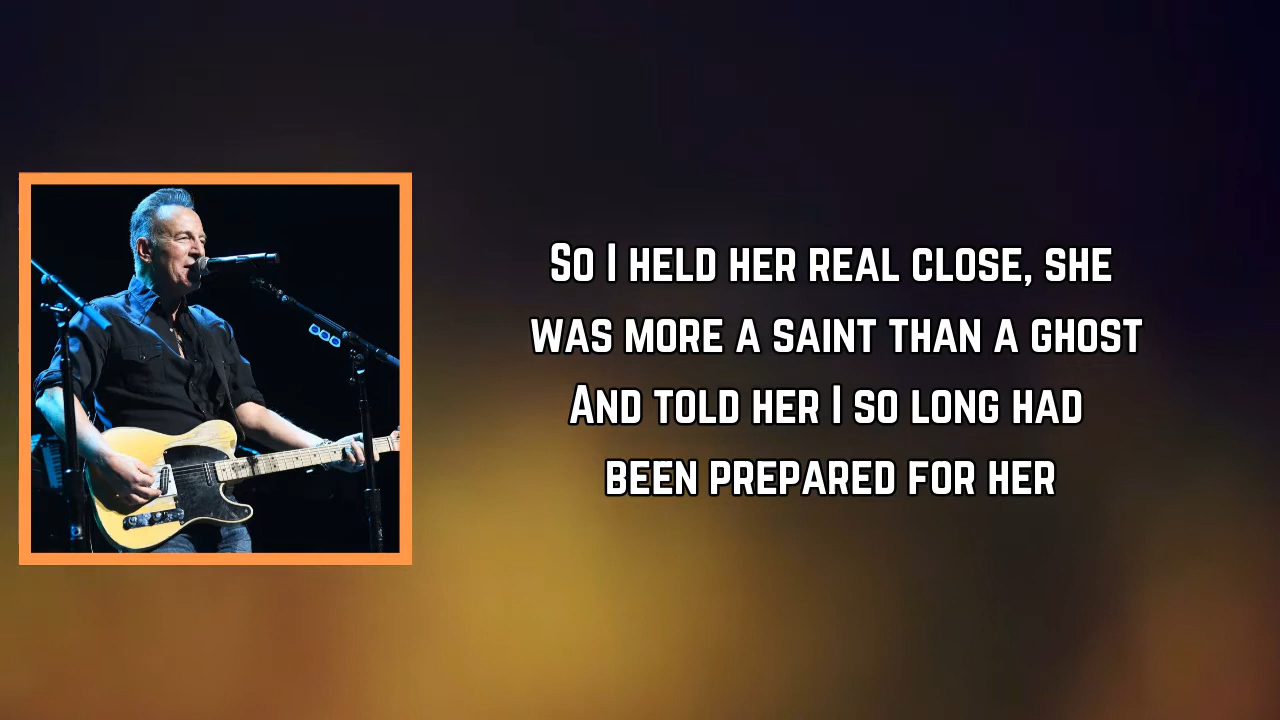 So I held her real close, she
was more a saint than a ghost
And told her I so long had
been prepared for her